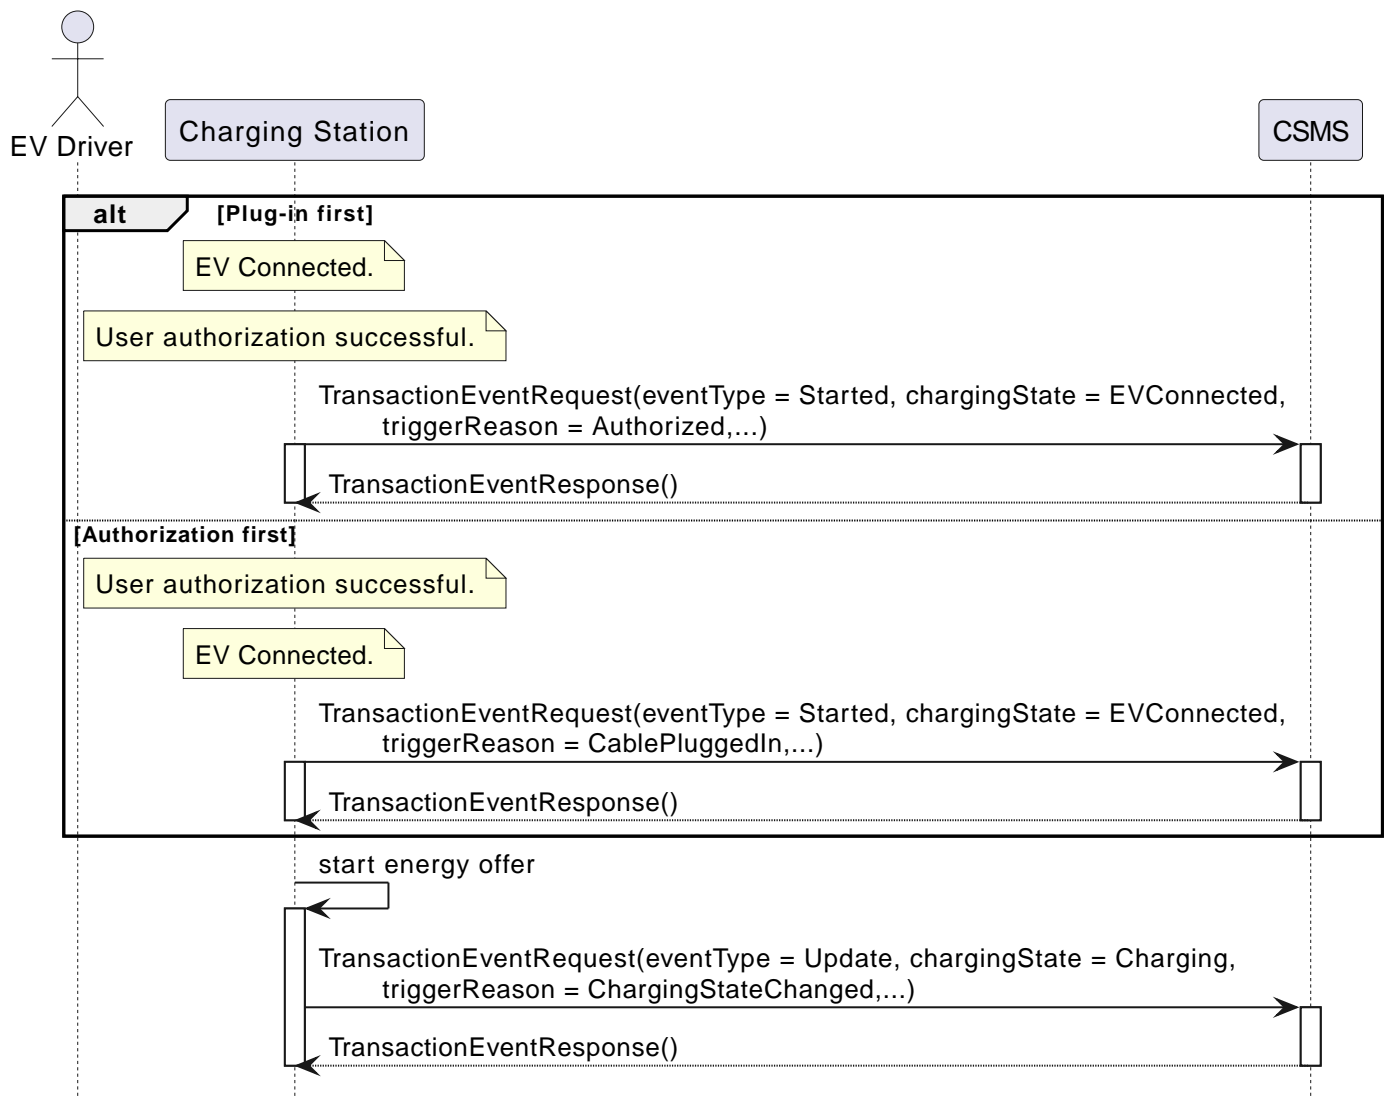 EV Driver
Charging Station
CSMS
alt
[Plug-in first]
EV Connected.
User authorization successful.
TransactionEventRequest(eventType = Started, chargingState = EVConnected,
triggerReason = Authorized,...)
TransactionEventResponse()
[Authorization first]
User authorization successful.
EV Connected.
TransactionEventRequest(eventType = Started, chargingState = EVConnected,
triggerReason = CablePluggedIn,...)
TransactionEventResponse()
start energy offer
TransactionEventRequest(eventType = Update, chargingState = Charging,
triggerReason = ChargingStateChanged,...)
TransactionEventResponse()